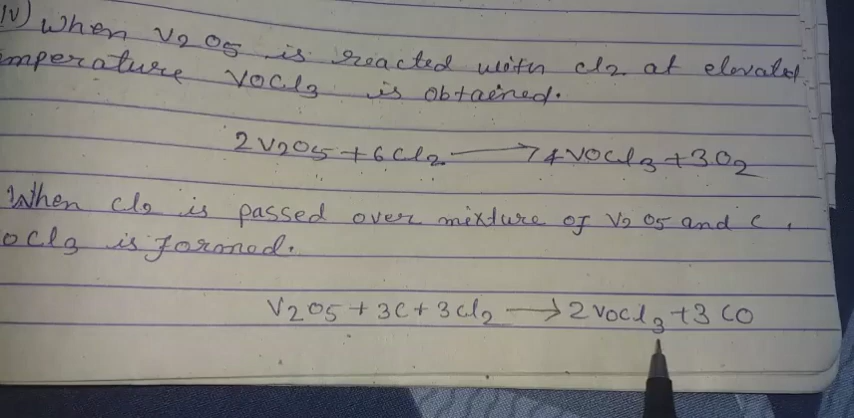 IV) When V2O5 is reacted with Cl2 at elevated
imperature VOCl3 is obtained.
2V2O5 + 6Cl2 → 4VOCl3 + 3O2
When Cl2 is passed over mixture of V2O5 and C,
OCl3 is formed.
V2O5 + 3C + 3Cl2 → 2VOCl3 + 3CO